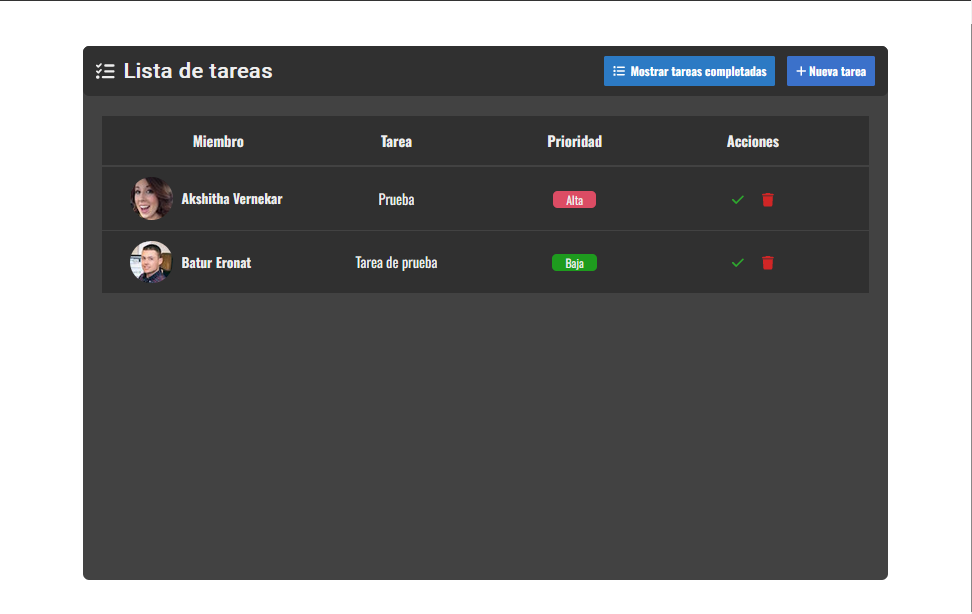 Lista de tareas
Mostrar tareas completadas
Nueva tarea
Miembro Tarea Prioridad Acciones
Akshitha Vernekar Prueba Alta
Batur Eronat Tarea de prueba Baja